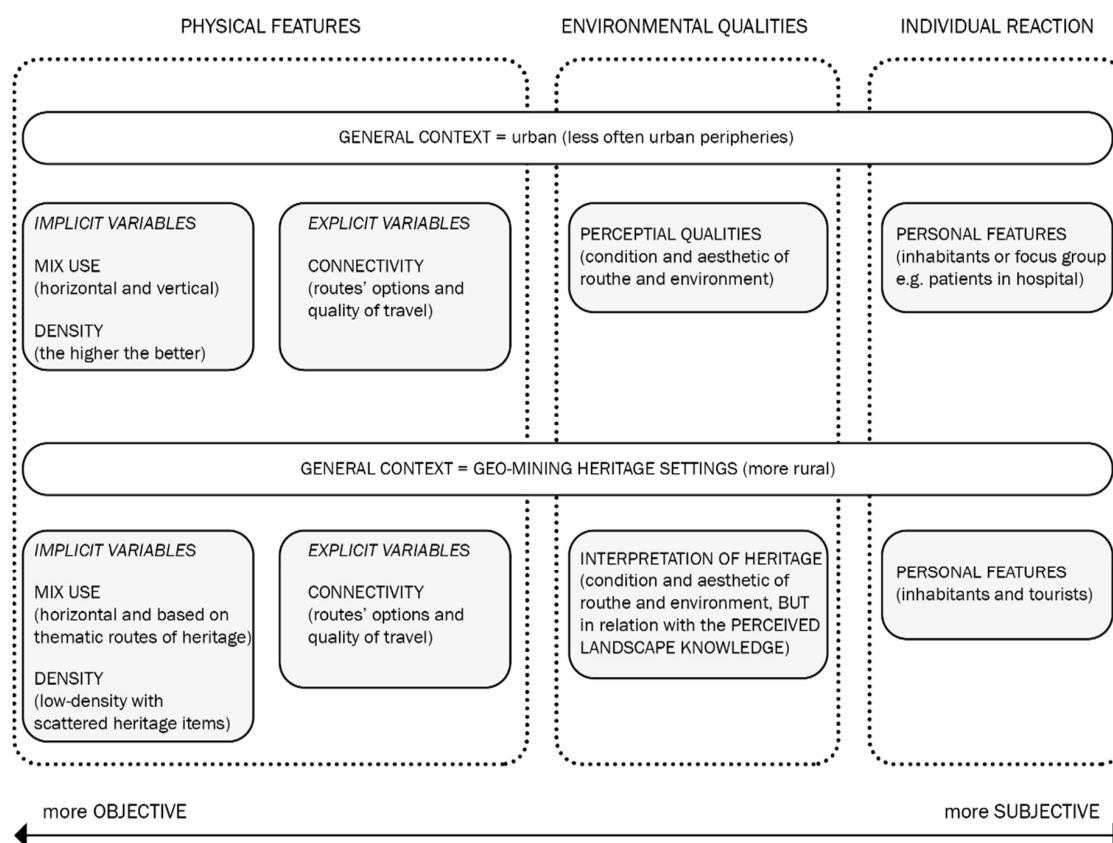 PHYSICAL FEATURES
ENVIRONMENTAL QUALITIES
INDIVIDUAL REACTION
GENERAL CONTEXT = urban (less often urban peripheries)
IMPLICIT VARIABLES
MIX USE
(horizontal and vertical)
DENSITY
(the higher the better)
EXPLICIT VARIABLES
CONNECTIVITY
(routes' options and
quality of travel)
PERCEPTIAL QUALITIES
(condition and aesthetic of
routhe and environment)
PERSONAL FEATURES
(inhabitants or focus group
e.g. patients in hospital)
GENERAL CONTEXT = GEO-MINING HERITAGE SETTINGS (more rural)
IMPLICIT VARIABLES
MIX USE
(horizontal and based on
thematic routes of heritage)
DENSITY
(low-density with
scattered heritage items)
EXPLICIT VARIABLES
CONNECTIVITY
(routes' options and
quality of travel)
INTERPRETATION OF HERITAGE
(condition and aesthetic of
routhe and environment, BUT
in relation with the PERCEIVED
LANDSCAPE KNOWLEDGE)
PERSONAL FEATURES
(inhabitants and tourists)
more OBJECTIVE
more SUBJECTIVE